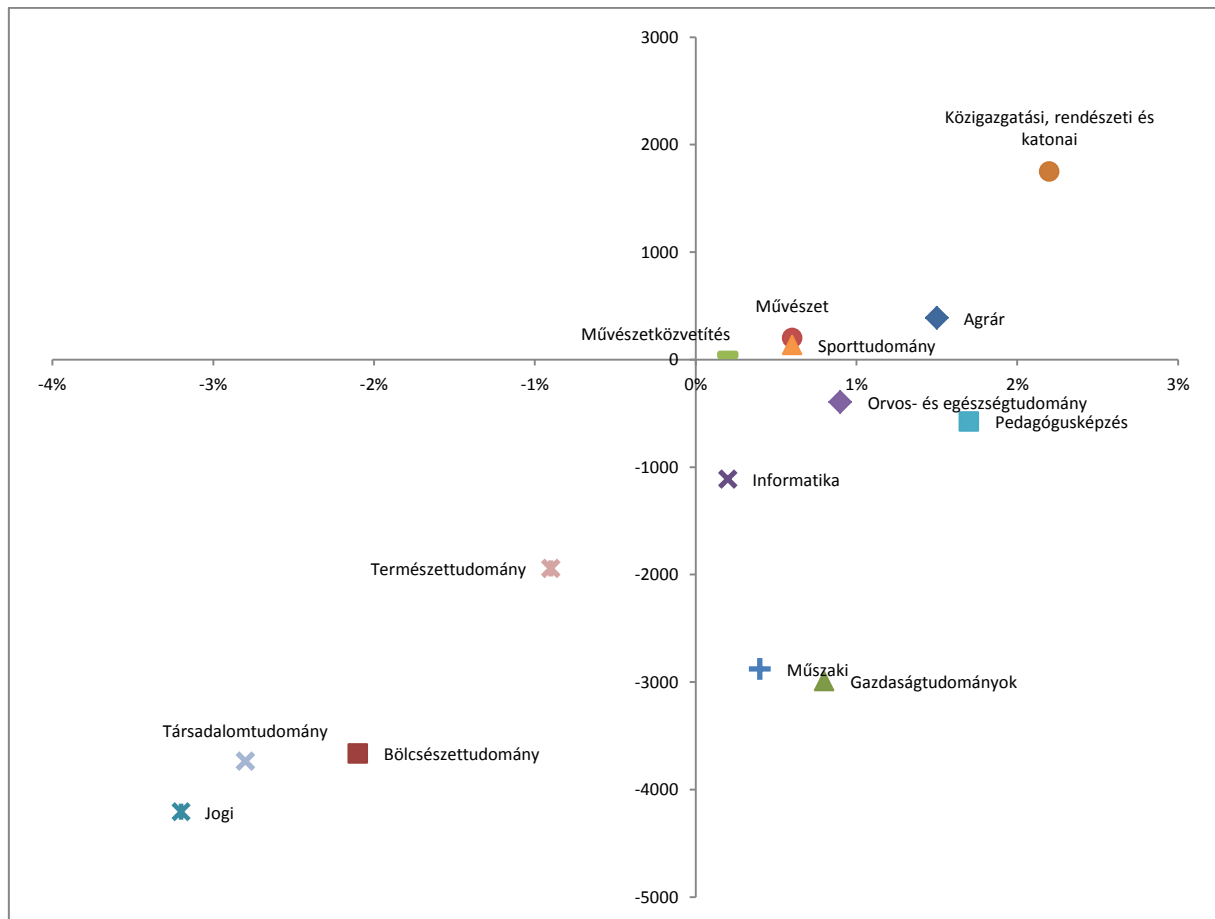 3000
Közigazgatási, rendészeti és
katonai
2000
1000
Művészet
Agrár
Művészetközvetítés
Sporttudomány
0
-4%
-3%
-2%
-1%
0%
1%
2%
3%
Orvos- és egészségtudomány
Pedagógusképzés
-1000
Informatika
Természettudomány
-2000
Műszaki
-3000
Gazdaságtudományok
Társadalomtudomány
Bölcsészettudomány
-4000
Jogi
-5000